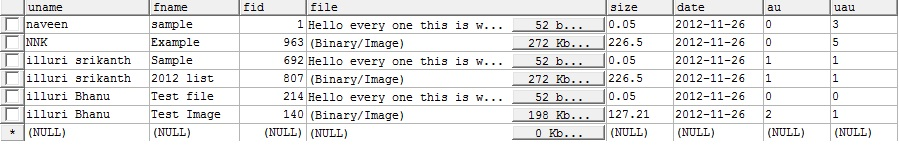 uname fname fid file size date au uau
naveen sample 1 Hello every one this is w... 52 b... 0.05 2012-11-26 0 3
NNK Example 963 (Binary/Image) 272 Kb... 226.5 2012-11-26 0 5
illuri srikanth Sample 692 Hello every one this is w... 52 b... 0.05 2012-11-26 1 1
illuri srikanth 2012 list 807 (Binary/Image) 272 Kb... 226.5 2012-11-26 1 1
illuri Bhanu Test file 214 Hello every one this is w... 52 b... 0.05 2012-11-26 0 0
illuri Bhanu Test Image 140 (Binary/Image) 198 Kb... 127.21 2012-11-26 2 1
* (NULL) (NULL) (NULL) (NULL) 0 Kb... (NULL) (NULL) (NULL) (NULL)